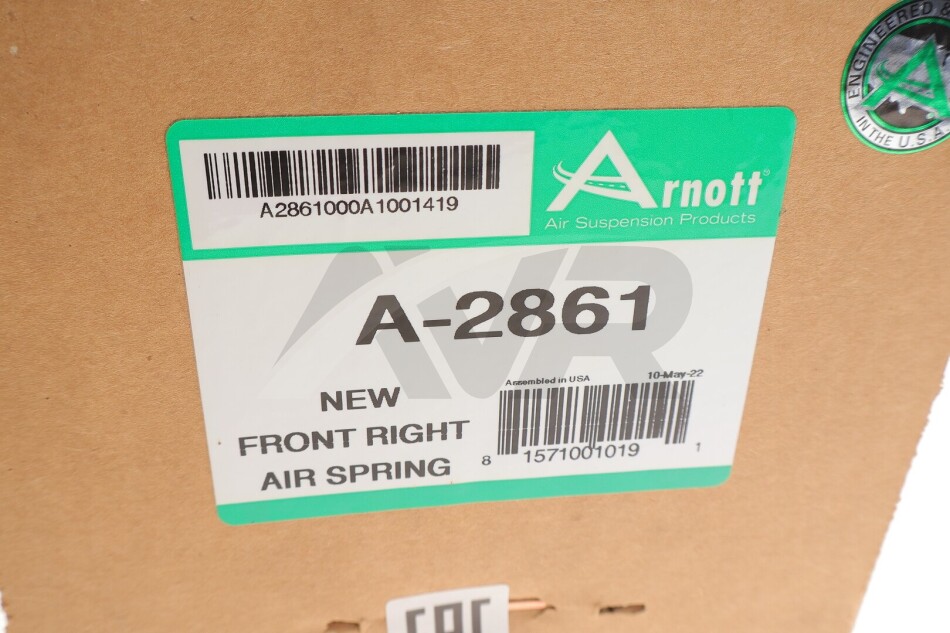 ENGINEERED &
IN THE U.S.A
A2861000A1001419
Arnott®
Air Suspension Products
AVR
A-2861
NEW
FRONT RIGHT
AIR SPRING
Assembled in USA
10-May-22
8 1571001019 1
EAC